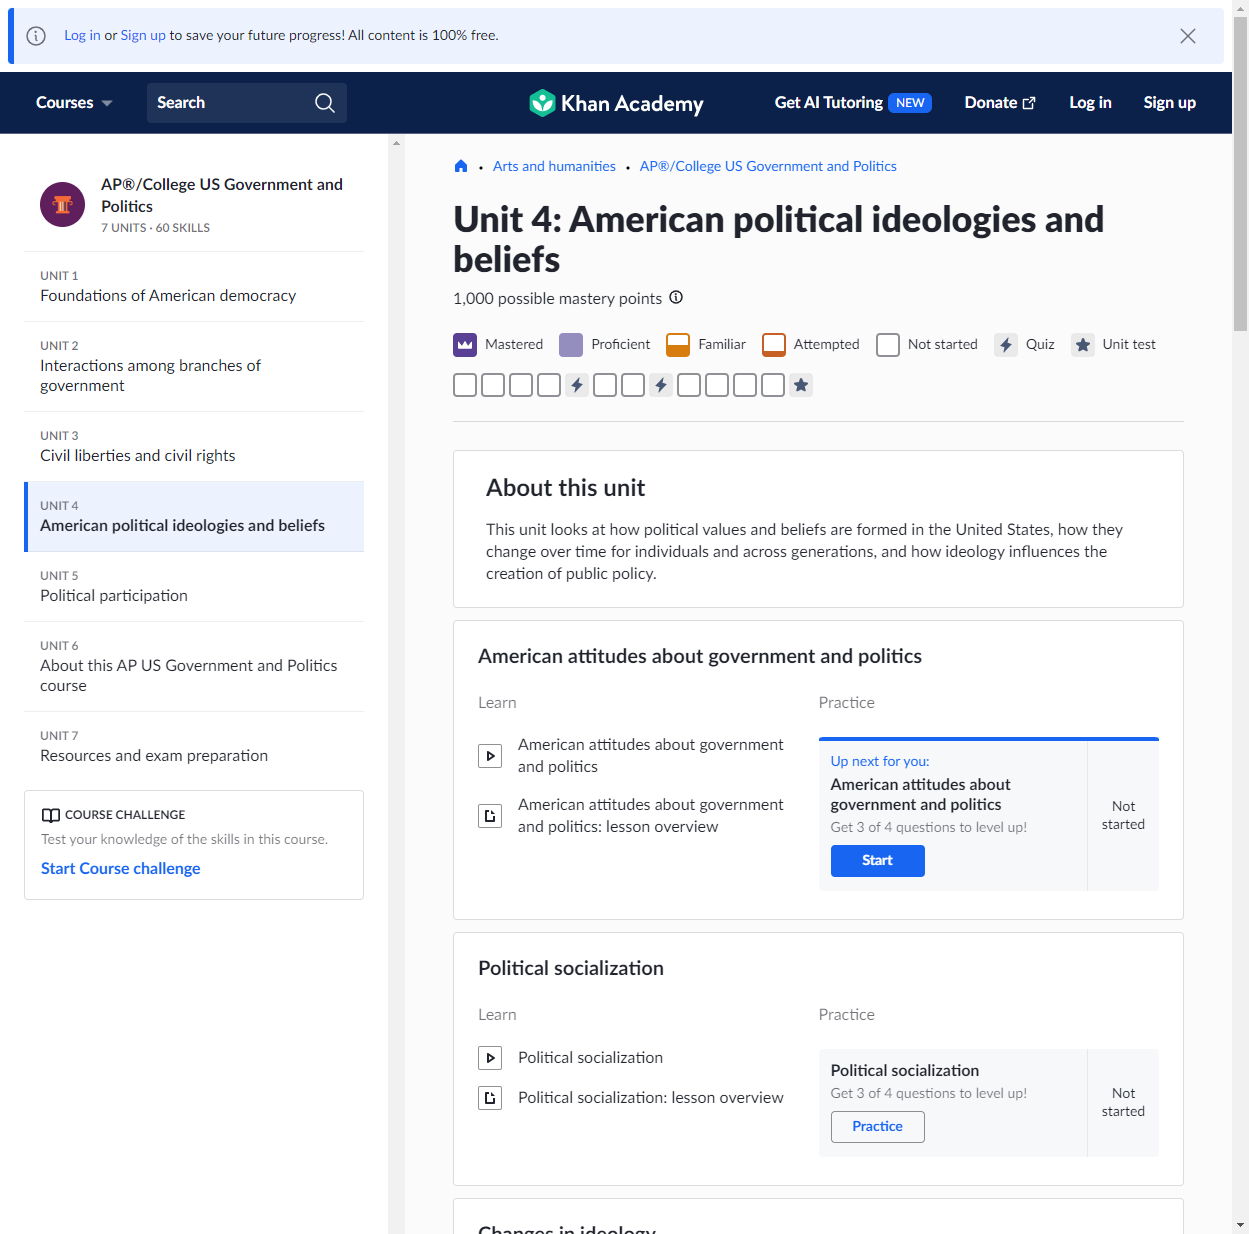 Log in or Sign up to save your future progress! All content is 100% free.
Courses
Search
Khan Academy
Get AI Tutoring NEW
Donate
Log in
Sign up
AP®/College US Government and
Politics
7 UNITS · 60 SKILLS
UNIT 1
Foundations of American democracy
UNIT 2
Interactions among branches of
government
UNIT 3
Civil liberties and civil rights
UNIT 4
American political ideologies and beliefs
UNIT 5
Political participation
UNIT 6
About this AP US Government and Politics
course
UNIT 7
Resources and exam preparation
COURSE CHALLENGE
Test your knowledge of the skills in this course.
Start Course challenge
Arts and humanities
AP®/College US Government and Politics
Unit 4: American political ideologies and
beliefs
1,000 possible mastery points
Mastered
Proficient
Familiar
Attempted
Not started
Quiz
Unit test
About this unit
This unit looks at how political values and beliefs are formed in the United States, how they
change over time for individuals and across generations, and how ideology influences the
creation of public policy.
American attitudes about government and politics
Learn
American attitudes about government
and politics
American attitudes about government
and politics: lesson overview
Practice
Up next for you:
American attitudes about
government and politics
Get 3 of 4 questions to level up!
Start
Not
started
Political socialization
Learn
Political socialization
Political socialization: lesson overview
Practice
Political socialization
Get 3 of 4 questions to level up!
Practice
Not
started
Changes in ideology